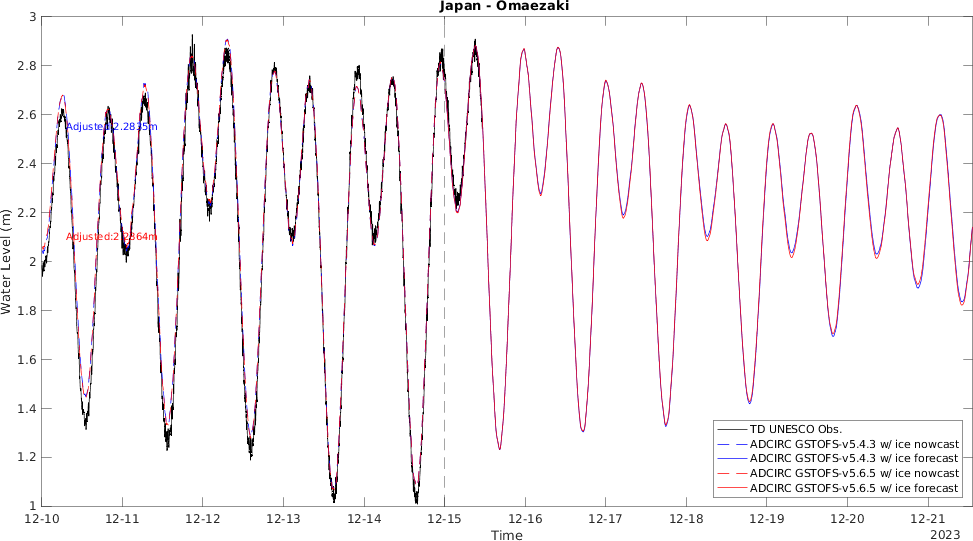 Japan - Omaezaki
3
2.8
2.6
2.4
2.2
2
1.8
1.6
1.4
1.2
1
Water Level (m)
Adjusted:2.2835m
Adjusted:2.2364m
TD UNESCO Obs.
ADCIRC GSTOFS-v5.4.3 w/ ice nowcast
ADCIRC GSTOFS-v5.4.3 w/ ice forecast
ADCIRC GSTOFS-v5.6.5 w/ ice nowcast
ADCIRC GSTOFS-v5.6.5 w/ ice forecast
12-10 12-11 12-12 12-13 12-14 12-15 12-16 12-17 12-18 12-19 12-20 12-21
Time
2023